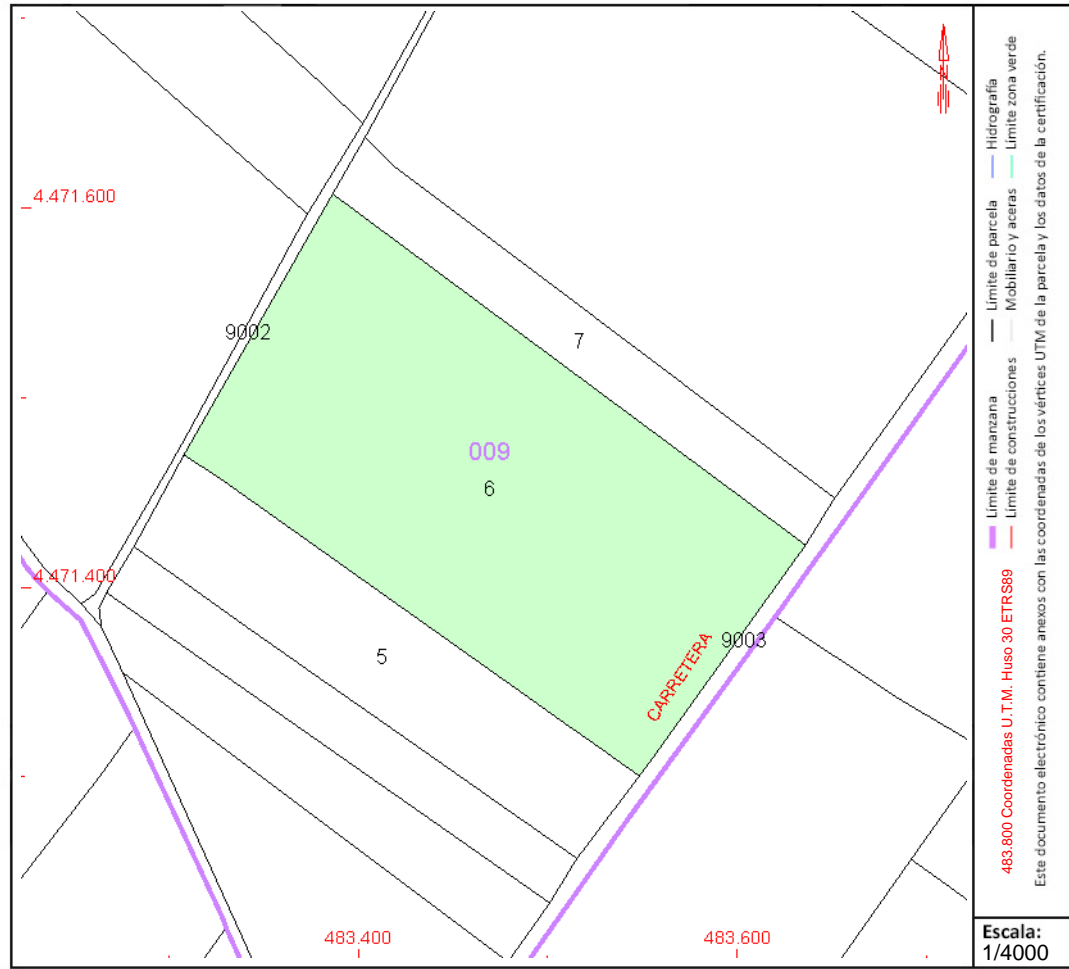 4.471.600
9002
7
009
6
4.471.400
5
9003
CARRETERA
483.400
483.600
N
Límite de manzana
Límite de parcela
Hidrografía
Límite de construcciones
Mobiliario y aceras
Límite zona verde
483.800 Coordenadas U.T.M. Huso 30 ETRS89
Este documento electrónico contiene anexos con las coordenadas de los vértices UTM de la parcela y los datos de la certificación.
Escala:
1/4000